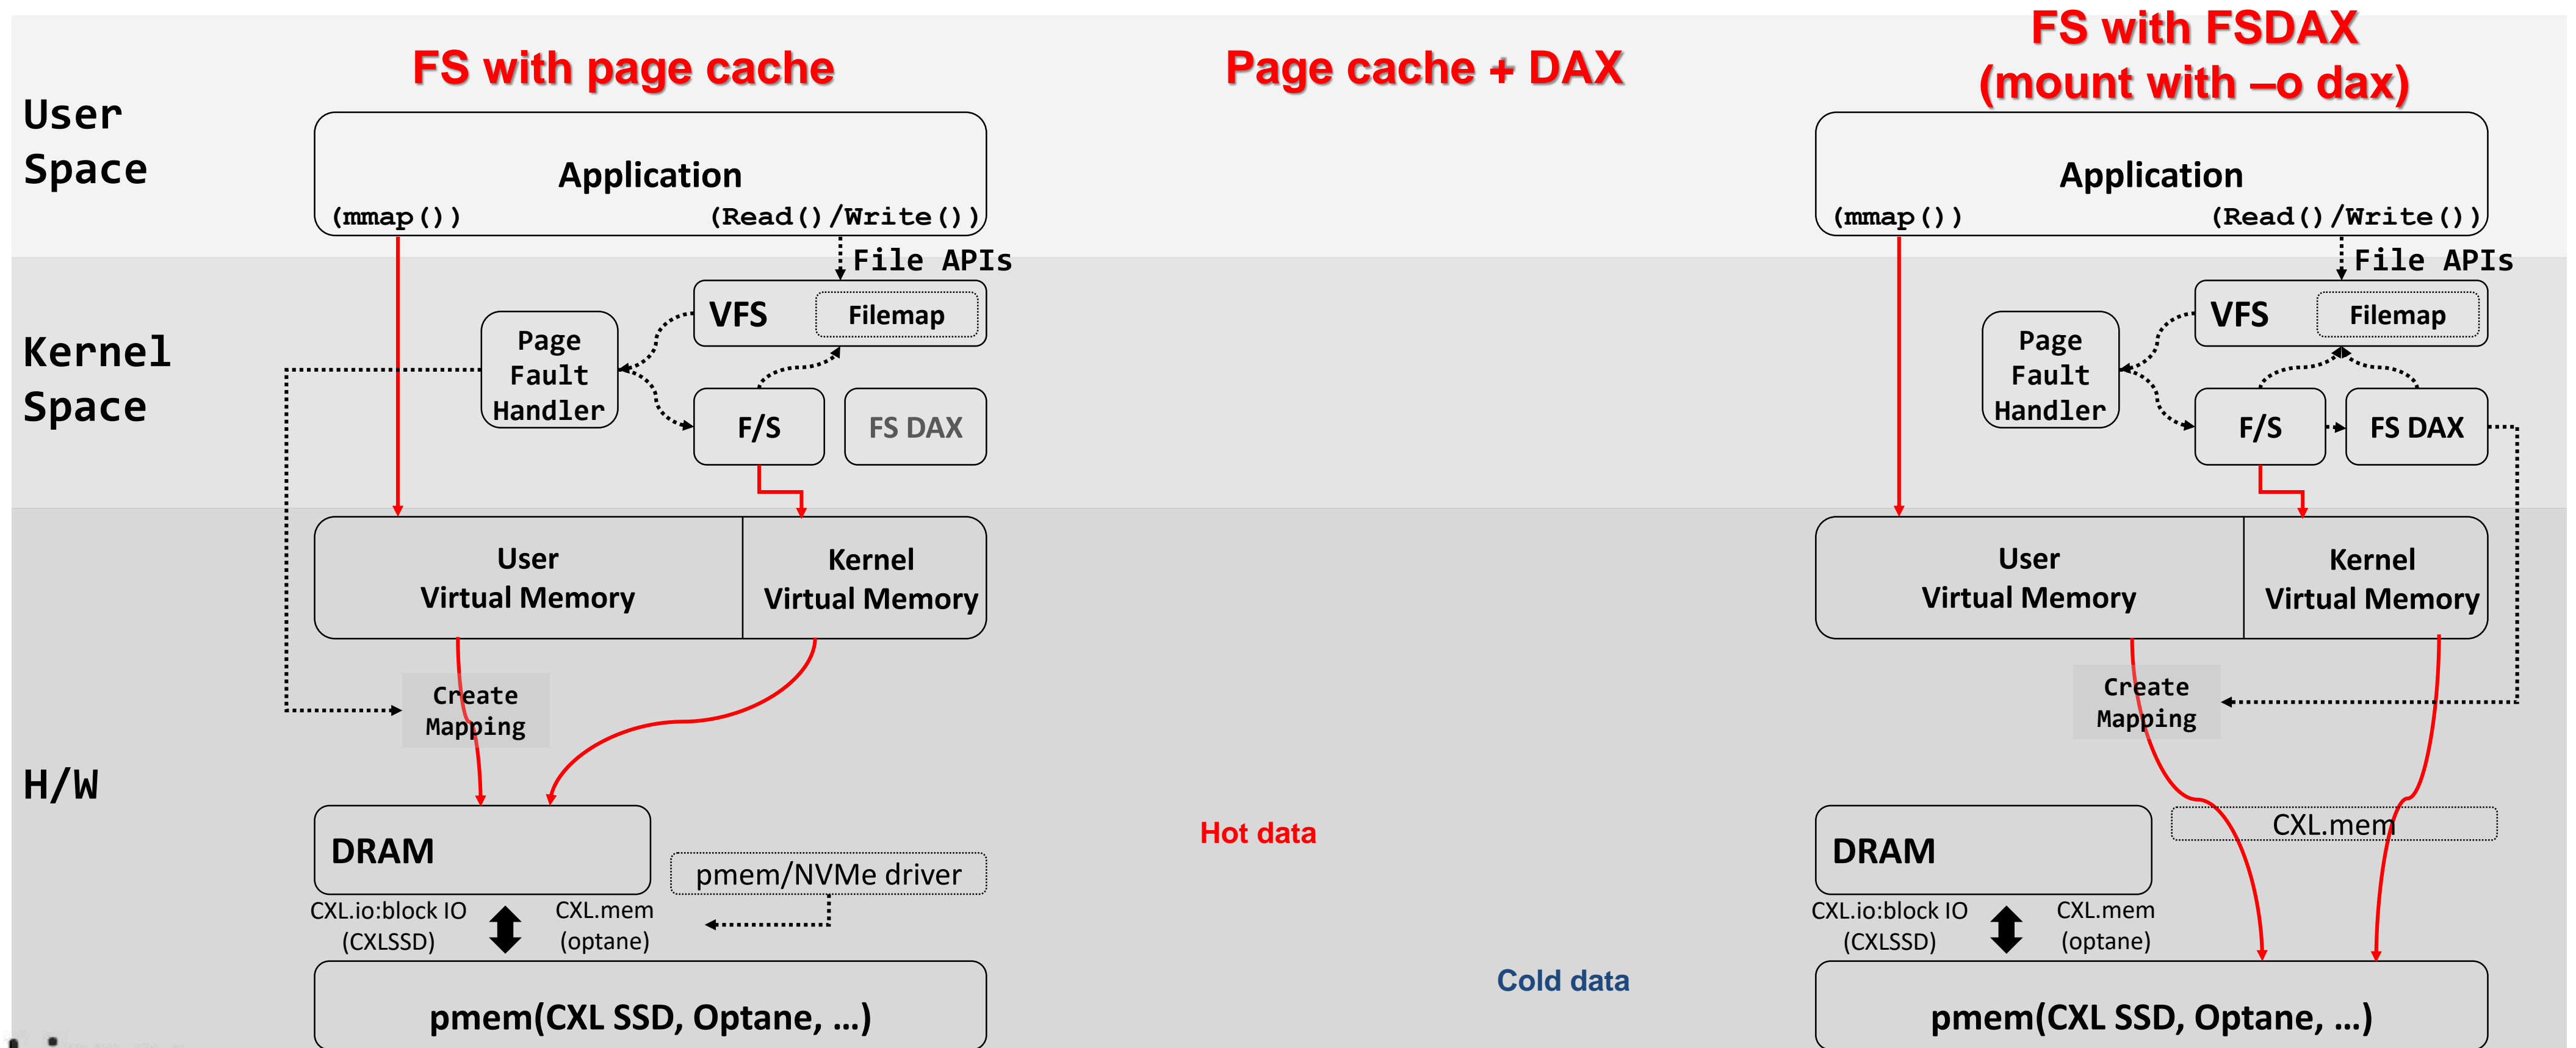 FS with page cache
Page cache + DAX
FS with FSDAX
(mount with –o dax)
User
Space
Application
(mmap())
(Read()/Write())
File APIs
Application
(mmap())
(Read()/Write())
File APIs
Kernel
Space
Page
Fault
Handler
VFS
Filemap
F/S
FS DAX
Page
Fault
Handler
VFS
Filemap
F/S
FS DAX
User
Virtual Memory
Kernel
Virtual Memory
User
Virtual Memory
Kernel
Virtual Memory
H/W
Create
Mapping
DRAM
pmem/NVMe driver
CXL.io:block IO
(CXLSSD)
CXL.mem
(optane)
pmem(CXL SSD, Optane, …)
Hot data
Cold data
Create
Mapping
CXL.mem
DRAM
CXL.io:block IO
(CXLSSD)
CXL.mem
(optane)
pmem(CXL SSD, Optane, …)